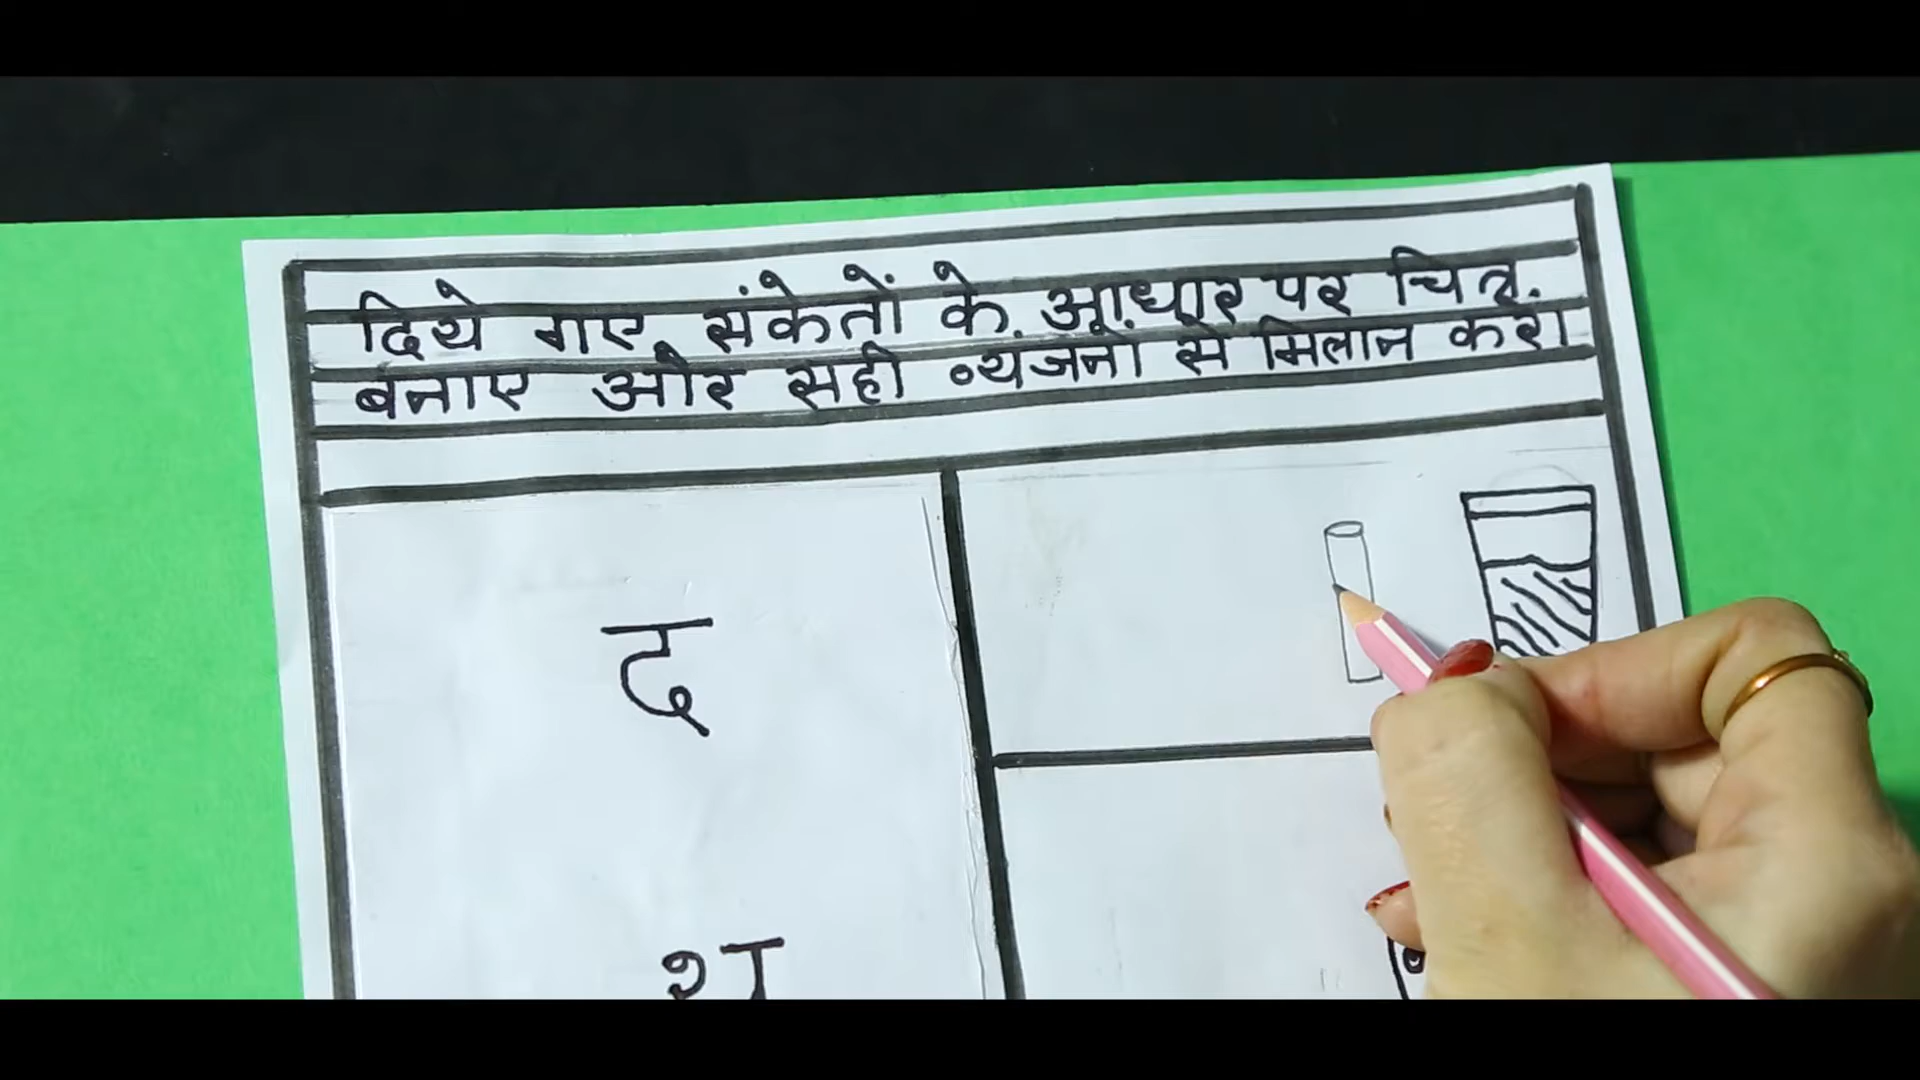 दिये गए संकेतों के आधार पर चित्र
बनाए और सही व्यंजनों से मिलान करो
द
थ